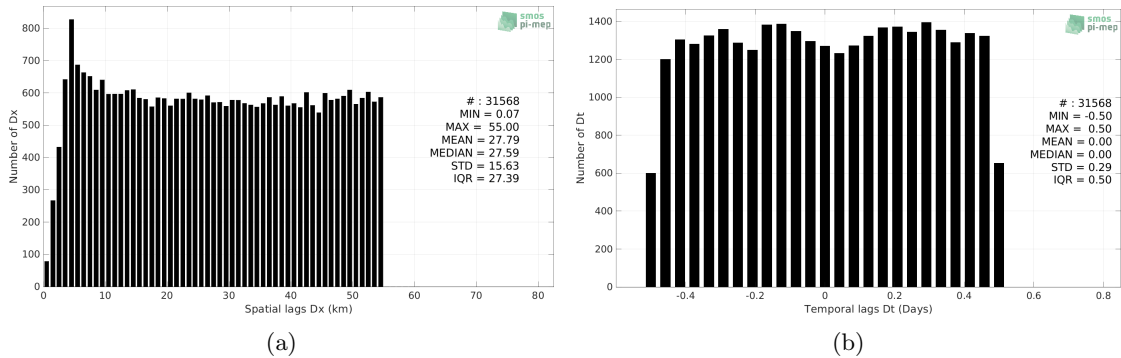 smos
pi-mep
900
800
700
600
500
400
300
200
100
0
Number of Dx
# : 31568
MIN = 0.07
MAX = 55.00
MEAN = 27.79
MEDIAN = 27.59
STD = 15.63
IQR = 27.39
0 10 20 30 40 50 60 70 80
Spatial lags Dx (km)
(a)
smos
pi-mep
1400
1200
1000
800
600
400
200
0
Number of Dt
# : 31568
MIN = -0.50
MAX = 0.50
MEAN = 0.00
MEDIAN = 0.00
STD = 0.29
IQR = 0.50
-0.4 -0.2 0 0.2 0.4 0.6 0.8
Temporal lags Dt (Days)
(b)